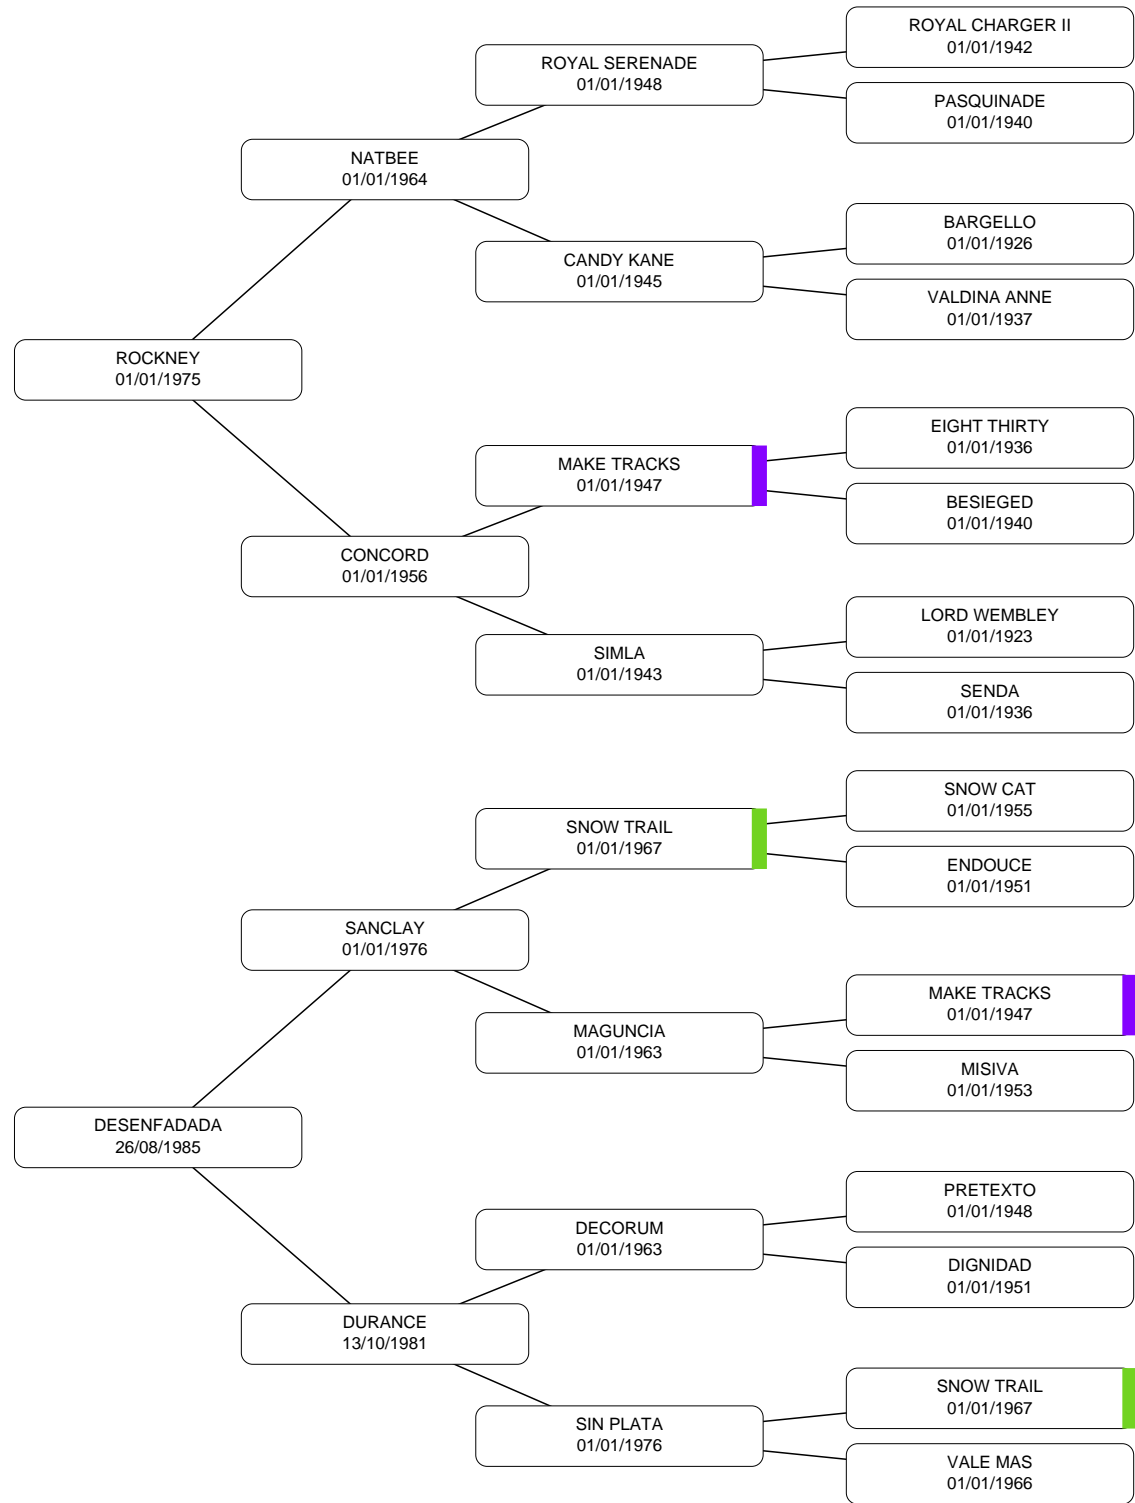 ROYAL CHARGER II
01/01/1942
ROYAL SERENADE
01/01/1948
PASQUINADE
01/01/1940
NATBEE
01/01/1964
BARGELLO
01/01/1926
CANDY KANE
01/01/1945
VALDINA ANNE
01/01/1937
ROCKNEY
01/01/1975
EIGHT THIRTY
01/01/1936
MAKE TRACKS
01/01/1947
BESIEGED
01/01/1940
CONCORD
01/01/1956
LORD WEMBLEY
01/01/1923
SIMLA
01/01/1943
SENDA
01/01/1936
SNOW CAT
01/01/1955
SNOW TRAIL
01/01/1967
ENDOUCE
01/01/1951
SANCLAY
01/01/1976
MAKE TRACKS
01/01/1947
MAGUNCIA
01/01/1963
MISIVA
01/01/1953
DESENFADADA
26/08/1985
PRETEXTO
01/01/1948
DECORUM
01/01/1963
DIGNIDAD
01/01/1951
DURANCE
13/10/1981
SNOW TRAIL
01/01/1967
SIN PLATA
01/01/1976
VALE MAS
01/01/1966